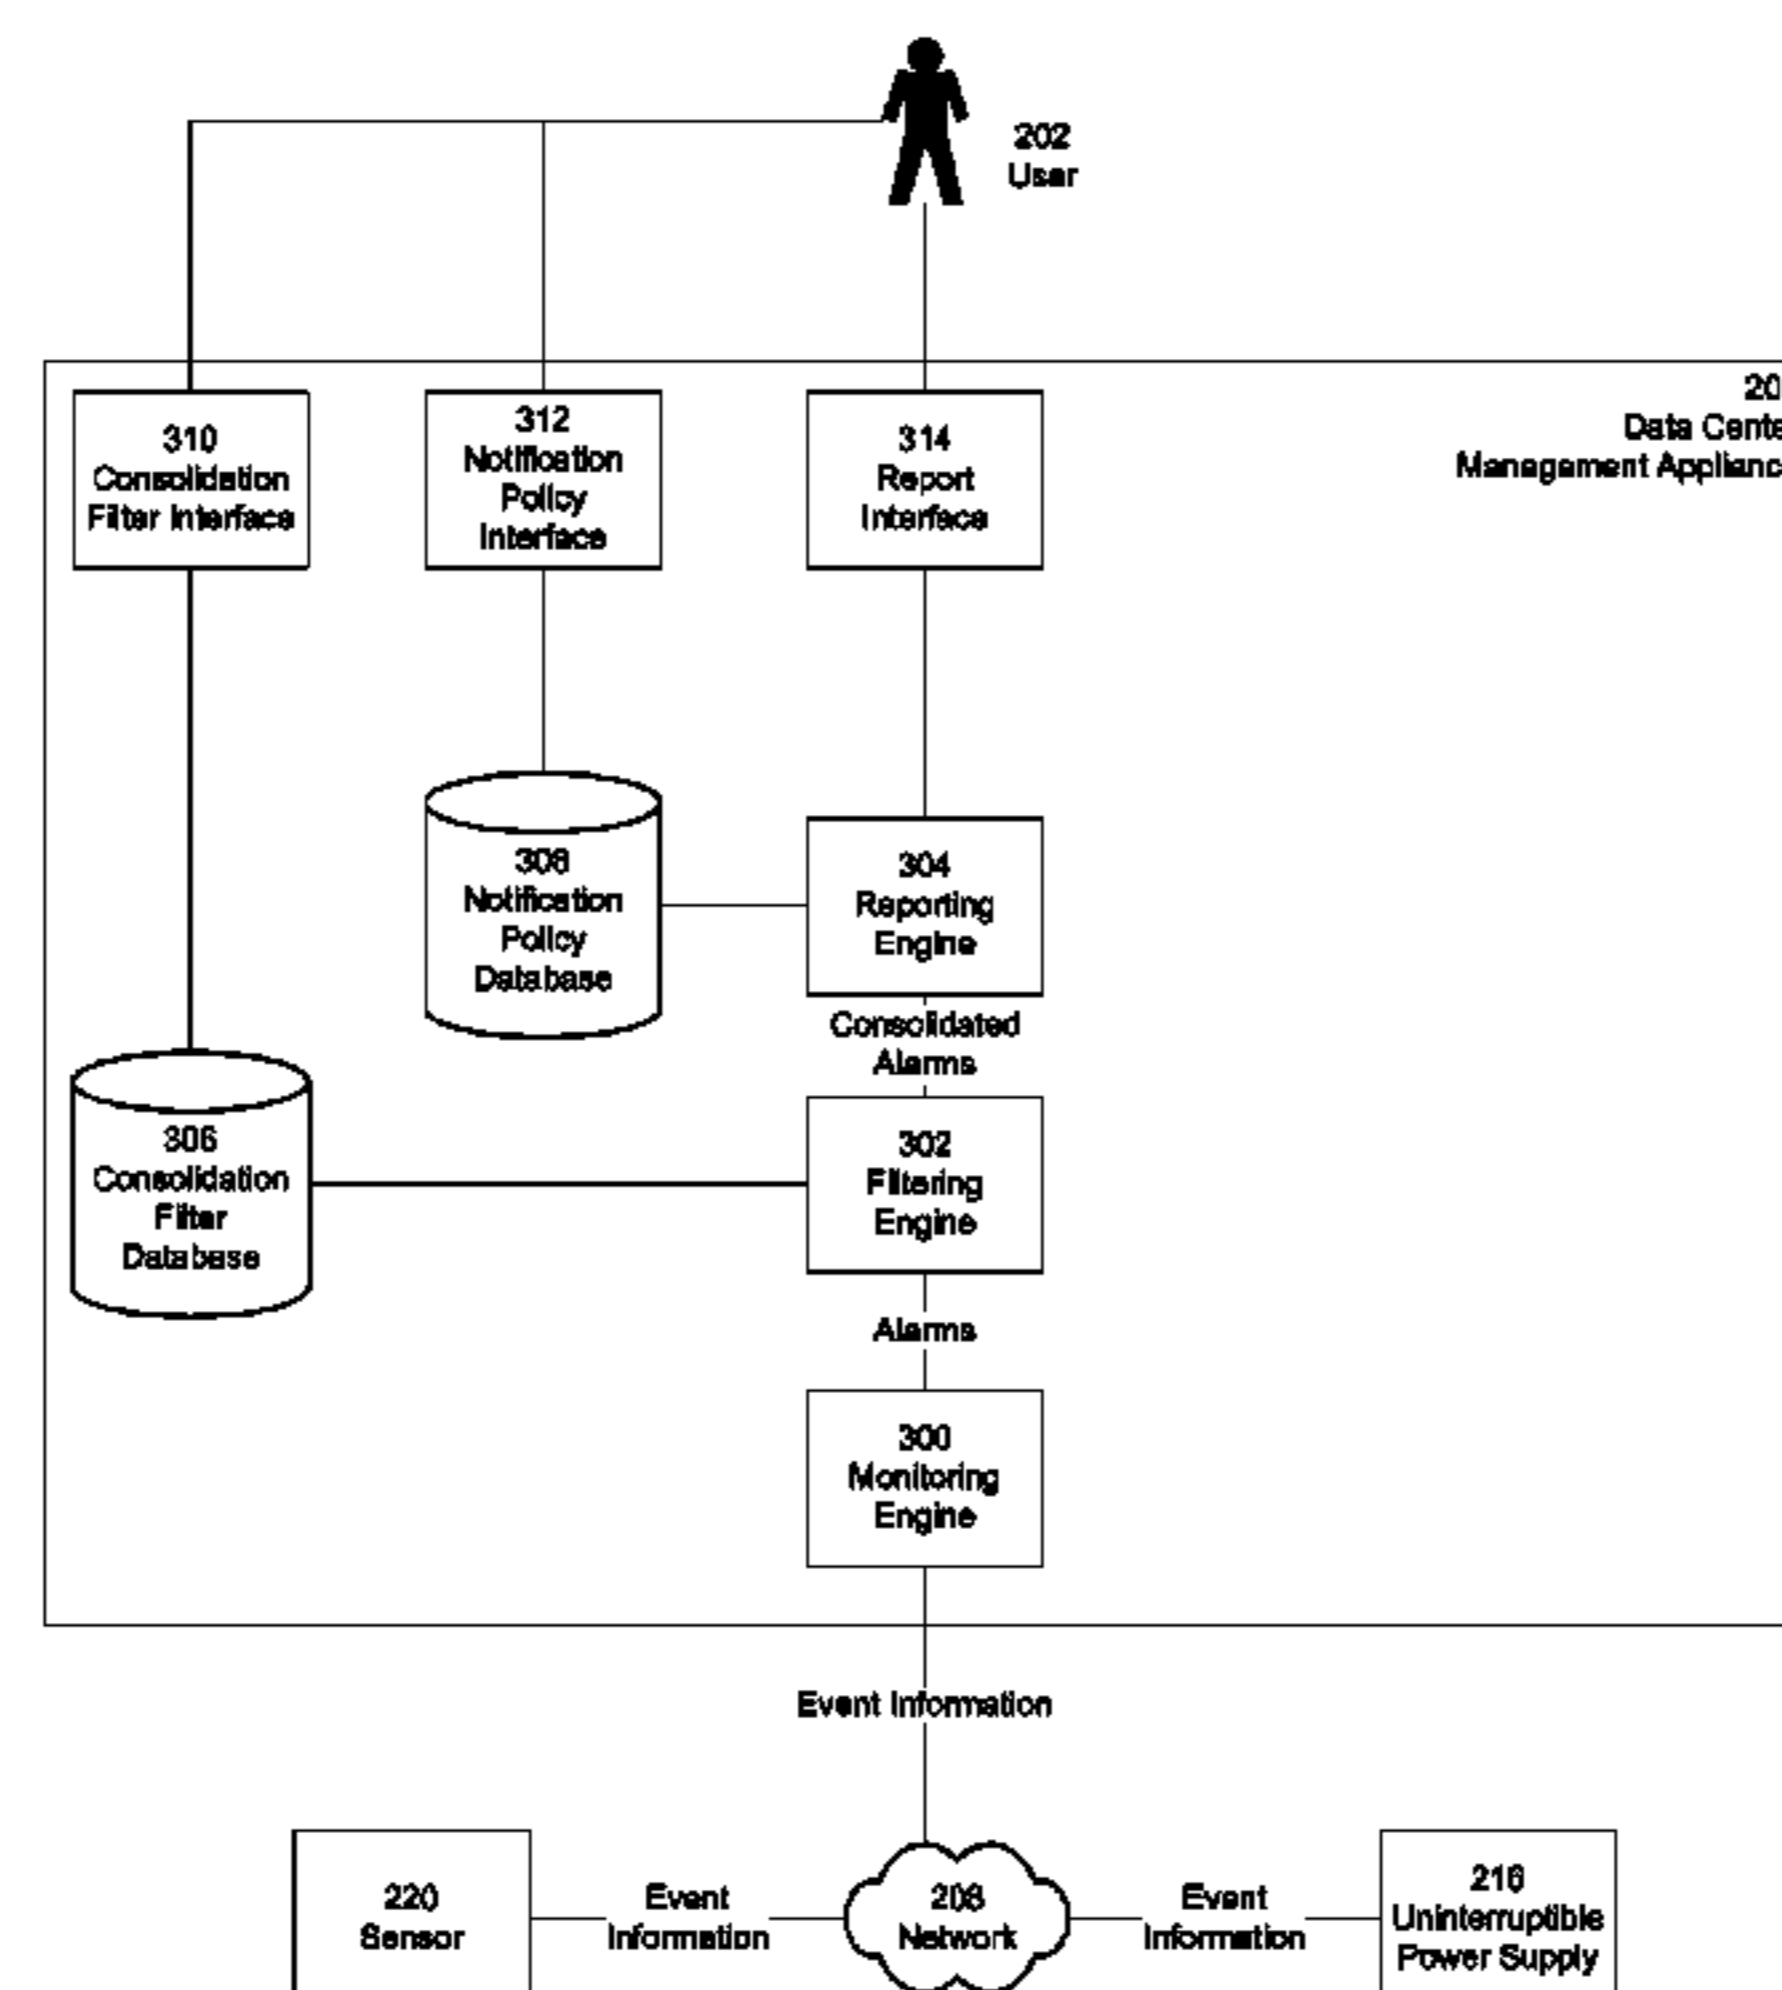 202
User
310
Consolidation
Filter Interface
312
Notification
Policy
Interface
314
Report
Interface
20
Data Cente
Management Applianc
308
Notification
Policy
Database
304
Reporting
Engine
Consolidated
Alarms
306
Consolidation
Filter
Database
302
Filtering
Engine
Alarms
300
Monitoring
Engine
Event Information
220
Sensor
Event
Information
208
Network
Event
Information
216
Uninterruptible
Power Supply